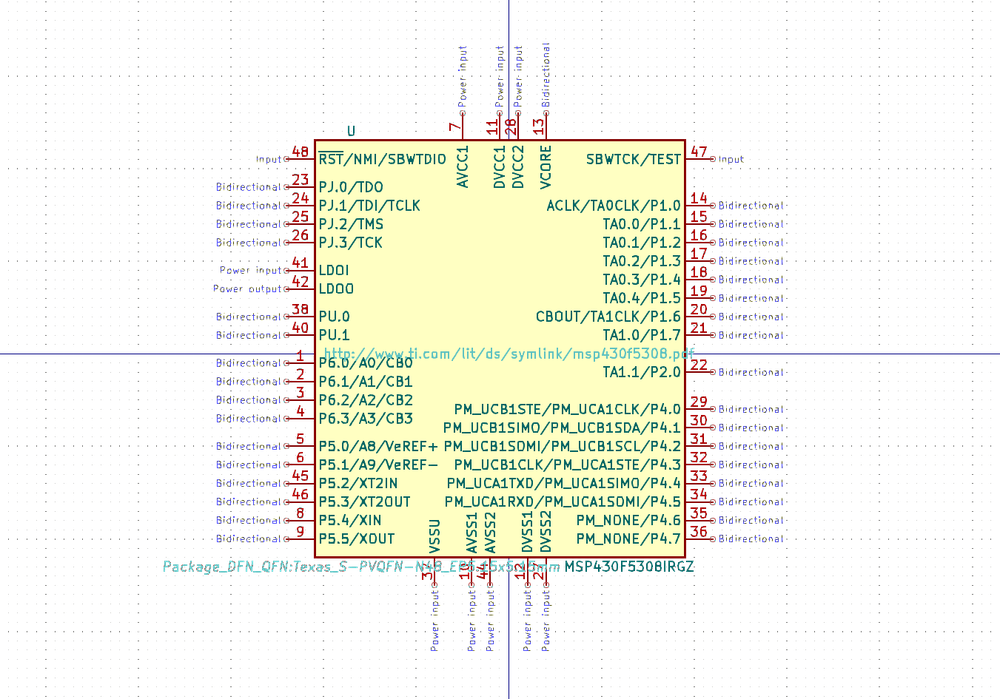 Power input Power input Power input Bidirectional
7 11 28 13
U
AVCC1 DVCC1 DVCC2 VCORE
Input 48 RST/NMI/SBWTDIO SBWTCK/TEST 47 Input
Bidirectional 23 PJ.0/TDO
Bidirectional 24 PJ.1/TDI/TCLK ACLK/TA0CLK/P1.0 14 Bidirectional
Bidirectional 25 PJ.2/TMS TA0.0/P1.1 15 Bidirectional
Bidirectional 26 PJ.3/TCK TA0.1/P1.2 16 Bidirectional
TA0.2/P1.3 17 Bidirectional
Power input 41 LDOI
TA0.3/P1.4 18 Bidirectional
Power output 42 LDOO
TA0.4/P1.5 19 Bidirectional
Bidirectional 38 PU.0 CBOUT/TA1CLK/P1.6 20 Bidirectional
Bidirectional 40 PU.1 TA1.0/P1.7 21 Bidirectional
http://www.ti.com/lit/ds/symlink/msp430f5308.pdf
Bidirectional 1 P6.0/A0/CB0
TA1.1/P2.0 22 Bidirectional
Bidirectional 2 P6.1/A1/CB1
Bidirectional 3 P6.2/A2/CB2
PM_UCB1STE/PM_UCA1CLK/P4.0 29 Bidirectional
Bidirectional 4 P6.3/A3/CB3
PM_UCB1SIMO/PM_UCB1SDA/P4.1 30 Bidirectional
Bidirectional 5 P5.0/A8/VeREF+ PM_UCB1SOMI/PM_UCB1SCL/P4.2 31 Bidirectional
Bidirectional 6 P5.1/A9/VeREF- PM_UCB1CLK/PM_UCA1STE/P4.3 32 Bidirectional
Bidirectional 45 P5.2/XT2IN PM_UCA1TXD/PM_UCA1SIMO/P4.4 33 Bidirectional
Bidirectional 46 P5.3/XT2OUT PM_UCA1RXD/PM_UCA1SOMI/P4.5 34 Bidirectional
Bidirectional 8 P5.4/XIN PM_NONE/P4.6 35 Bidirectional
Bidirectional 9 P5.5/XOUT PM_NONE/P4.7 36 Bidirectional
VSSU AVSS1 AVSS2 DVSS1 DVSS2
MSP430F5308IRGZ
Power input Power input Power input Power input Power input